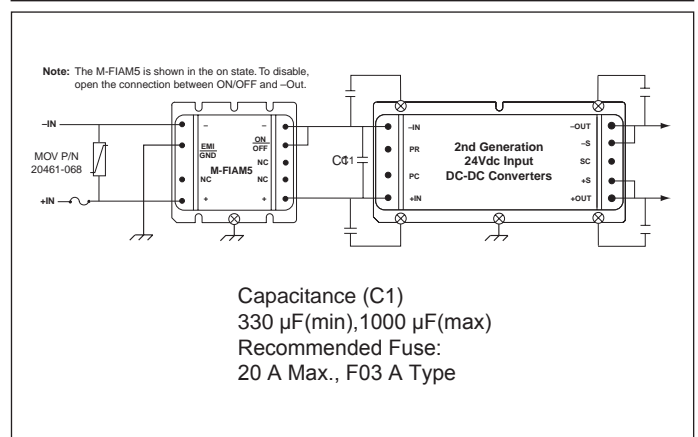 Note: The M-FIAM5 is shown in the on state. To disable,
open the connection between ON/OFF and –Out.
–IN
MOV P/N
20461-068
+IN
–
EMI
GND
NC
+
M-FIAM5
–
ON
OFF
NC
NC
+
C1
–IN
PR
PC
+IN
2nd Generation
24Vdc Input
DC-DC Converters
–OUT
–S
SC
+S
+OUT
Capacitance (C1)
330 µF(min),1000 µF(max)
Recommended Fuse:
20 A Max., F03 A Type